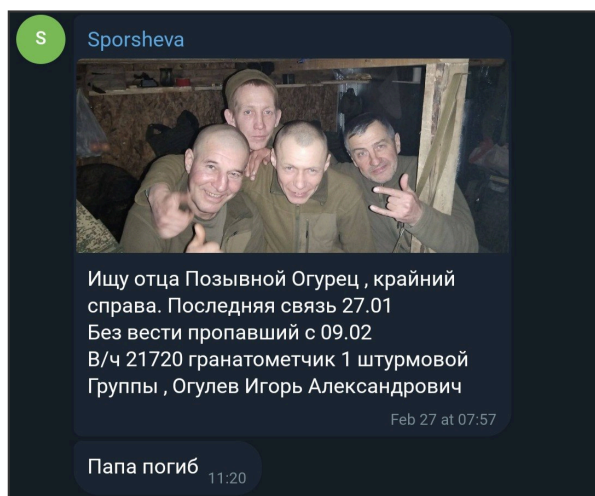 S
Sporsheva
Ищу отца Позывной Огурец , крайний
справа. Последняя связь 27.01
Без вести пропавший с 09.02
В/ч 21720 гранатометчик 1 штурмовой
Группы , Огулев Игорь Александрович
Feb 27 at 07:57
Папа погиб 11:20